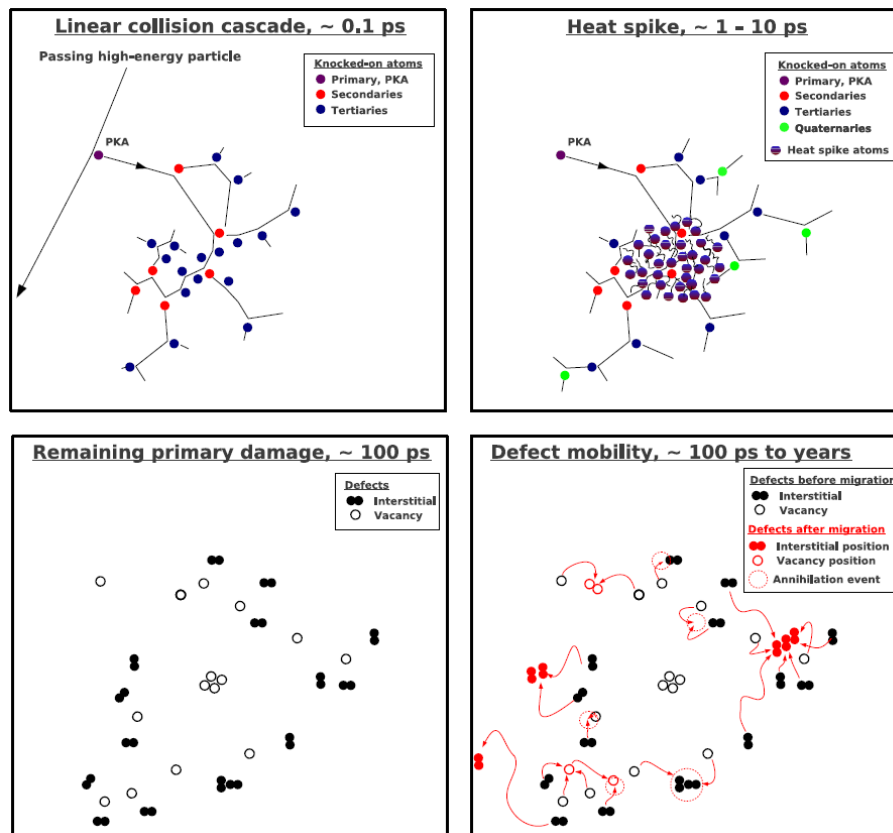 Linear collision cascade, ~ 0.1 ps
Passing high-energy particle
Knocked-on atoms
Primary, PKA
Secondaries
Tertiaries
PKA
Heat spike, ~ 1 - 10 ps
Knocked-on atoms
Primary, PKA
Secondaries
Tertiaries
Quaternaries
Heat spike atoms
PKA
Remaining primary damage, ~ 100 ps
Defects
Interstitial
Vacancy
Defect mobility, ~ 100 ps to years
Defects before migration
Interstitial
Vacancy
Defects after migration
Interstitial position
Vacancy position
Annihilation event